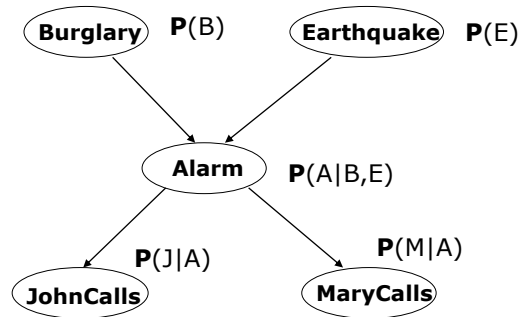 Burglary P(B)
Earthquake P(E)
Alarm P(A|B,E)
P(J|A)
P(M|A)
JohnCalls
MaryCalls